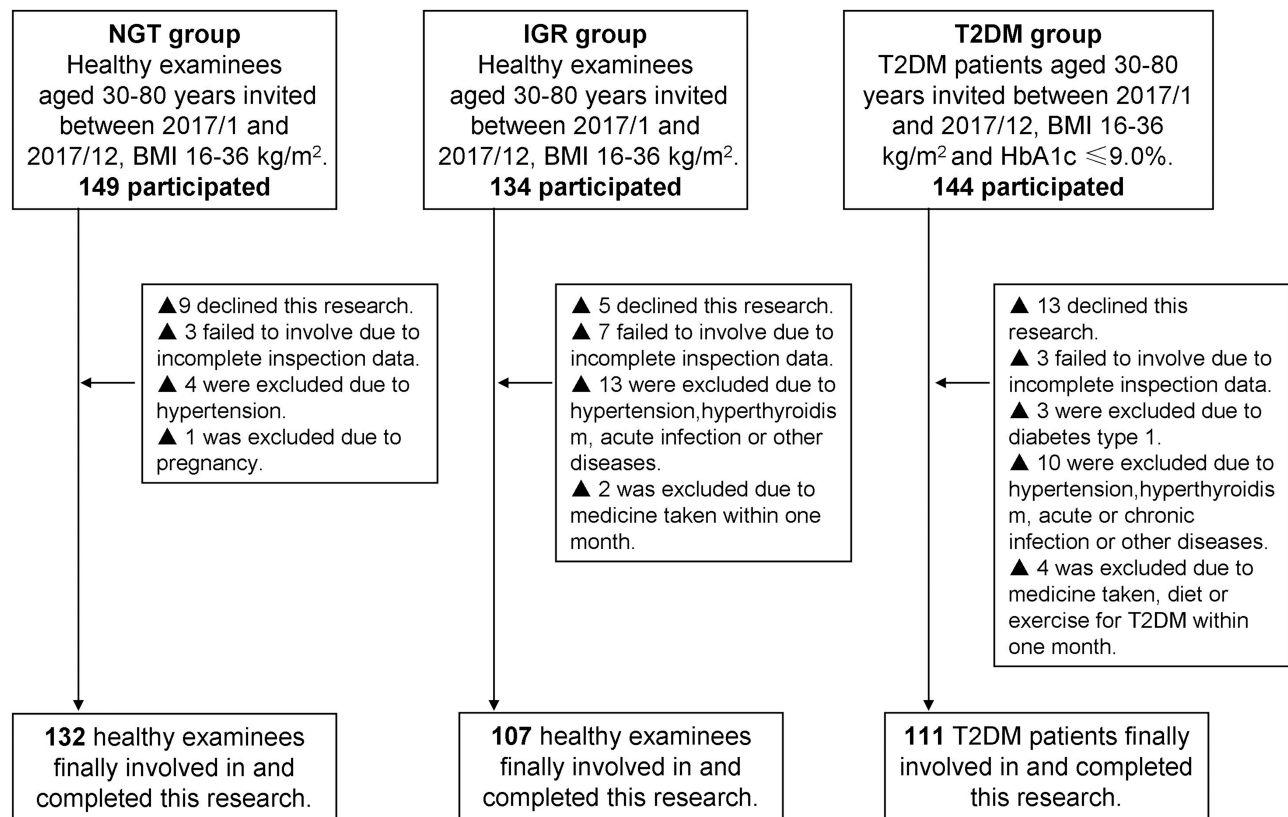 NGT group
Healthy examinees
aged 30-80 years invited
between 2017/1 and
2017/12, BMI 16-36 kg/m².
149 participated
IGR group
Healthy examinees
aged 30-80 years invited
between 2017/1 and
2017/12, BMI 16-36 kg/m².
134 participated
T2DM group
T2DM patients aged 30-80
years invited between 2017/1
and 2017/12, BMI 16-36
kg/m² and HbA1c ≤9.0%.
144 participated
▲9 declined this research.
▲ 3 failed to involve due to
incomplete inspection data.
▲ 4 were excluded due to
hypertension.
▲ 1 was excluded due to
pregnancy.
▲ 5 declined this research.
▲ 7 failed to involve due to
incomplete inspection data.
▲ 13 were excluded due to
hypertension,hyperthyroidis
m, acute infection or other
diseases.
▲ 2 was excluded due to
medicine taken within one
month.
▲ 13 declined this
research.
▲ 3 failed to involve due to
incomplete inspection data.
▲ 3 were excluded due to
diabetes type 1.
▲ 10 were excluded due to
hypertension,hyperthyroidis
m, acute or chronic
infection or other diseases.
▲ 4 was excluded due to
medicine taken, diet or
exercise for T2DM within
one month.
132 healthy examinees
finally involved in and
completed this research.
107 healthy examinees
finally involved in and
completed this research.
111 T2DM patients finally
involved in and completed
this research.